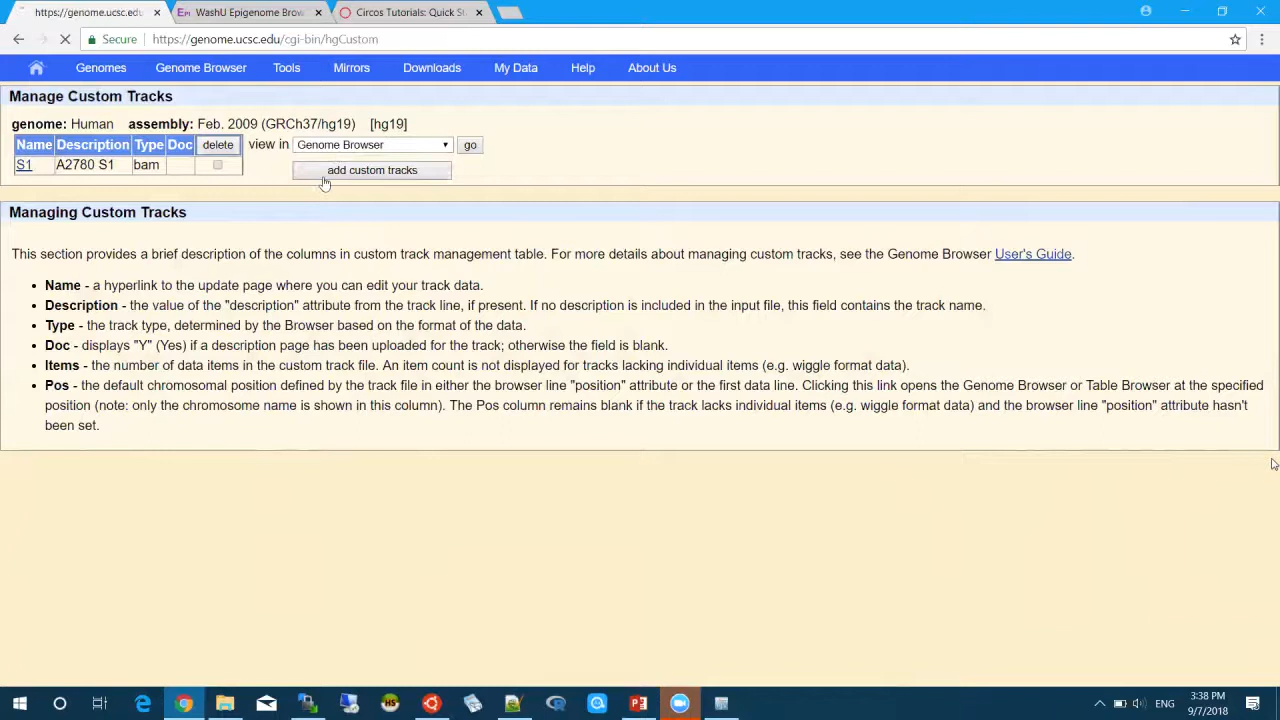 https://genome.ucsc.edu/c
WashU Epigenome Brow
Circos Tutorials: Quick St
Secure
https://genome.ucsc.edu/cgi-bin/hgCustom
Genomes Genome Browser Tools Mirrors Downloads My Data Help About Us
Manage Custom Tracks
genome: Human assembly: Feb. 2009 (GRCh37/hg19) [hg19]
Name Description Type Doc delete view in Genome Browser go
S1 A2780 S1 bam
add custom tracks
Managing Custom Tracks
This section provides a brief description of the columns in custom track management table. For more details about managing custom tracks, see the Genome Browser User's Guide.
• Name - a hyperlink to the update page where you can edit your track data.
• Description - the value of the "description" attribute from the track line, if present. If no description is included in the input file, this field contains the track name.
• Type - the track type, determined by the Browser based on the format of the data.
• Doc - displays "Y" (Yes) if a description page has been uploaded for the track; otherwise the field is blank.
• Items - the number of data items in the custom track file. An item count is not displayed for tracks lacking individual items (e.g. wiggle format data).
• Pos - the default chromosomal position defined by the track file in either the browser line "position" attribute or the first data line. Clicking this link opens the Genome Browser or Table Browser at the specified
position (note: only the chromosome name is shown in this column). The Pos column remains blank if the track lacks individual items (e.g. wiggle format data) and the browser line "position" attribute hasn't
been set.
ENG
3:38 PM
9/7/2018